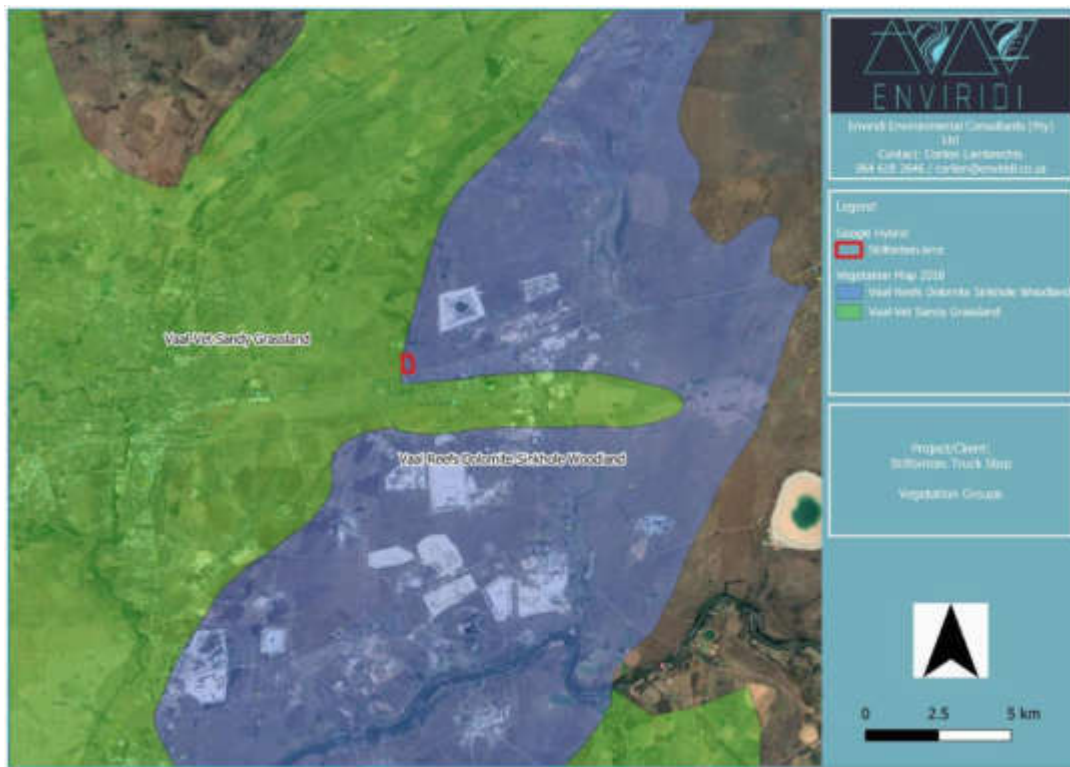 ENVIRIDI
Enviridi Environmental Consultants (Pty)
Ltd
Contact:
Legend
Google Hybrid
Stilfontein
Vegetation Map 2018
Vaal Reefs Dolomite Sinkhole Woodland
Vaal-Vet Sandy Grassland
Vaal-Vet Sandy Grassland
Vaal Reefs Dolomite Sinkhole Woodland
Project/Client:
Stilfontein Truck Stop
Vegetation Groups
0 2.5 5 km